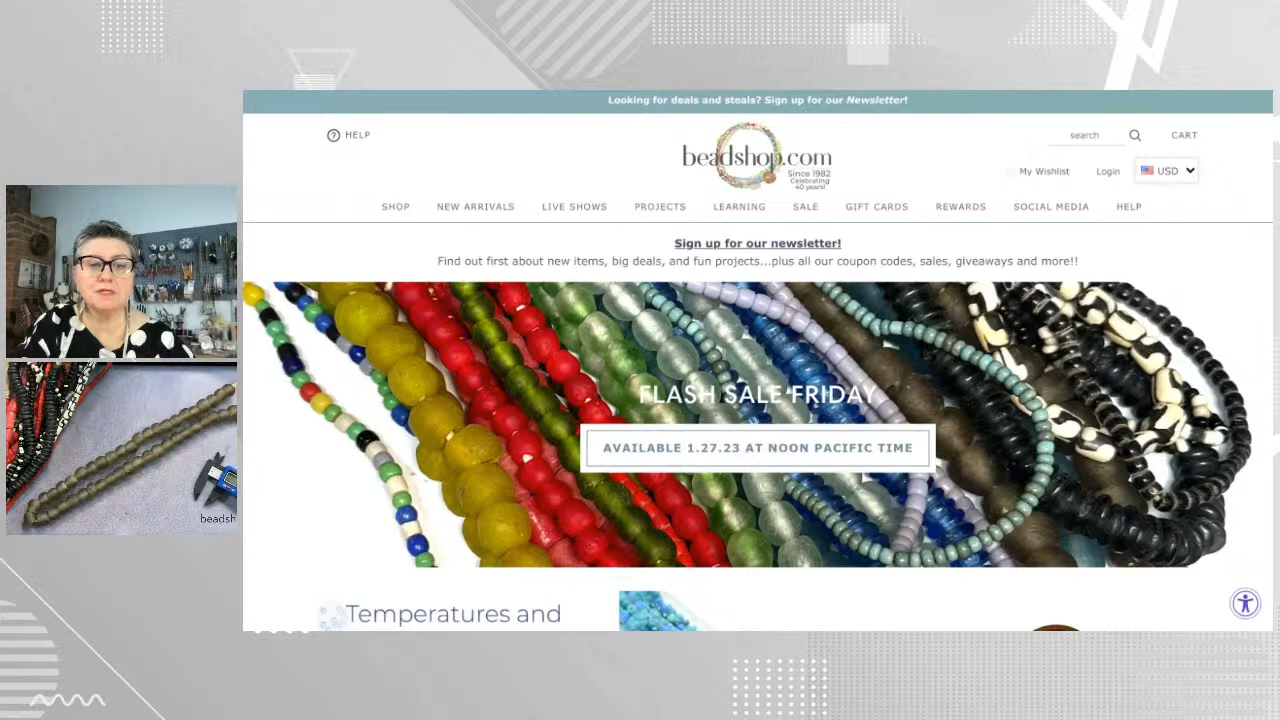 Looking for deals and steals? Sign up for our Newsletter!
HELP
beadshop.com
Since 1982
Celebrating
40 years!
search
CART
My Wishlist
Login
USD
SHOP
NEW ARRIVALS
LIVE SHOWS
PROJECTS
LEARNING
SALE
GIFT CARDS
REWARDS
SOCIAL MEDIA
HELP
Sign up for our newsletter!
Find out first about new items, big deals, and fun projects...plus all our coupon codes, sales, giveaways and more!!
FLASH SALE FRIDAY
AVAILABLE 1.27.23 AT NOON PACIFIC TIME
beadsh
Temperatures and